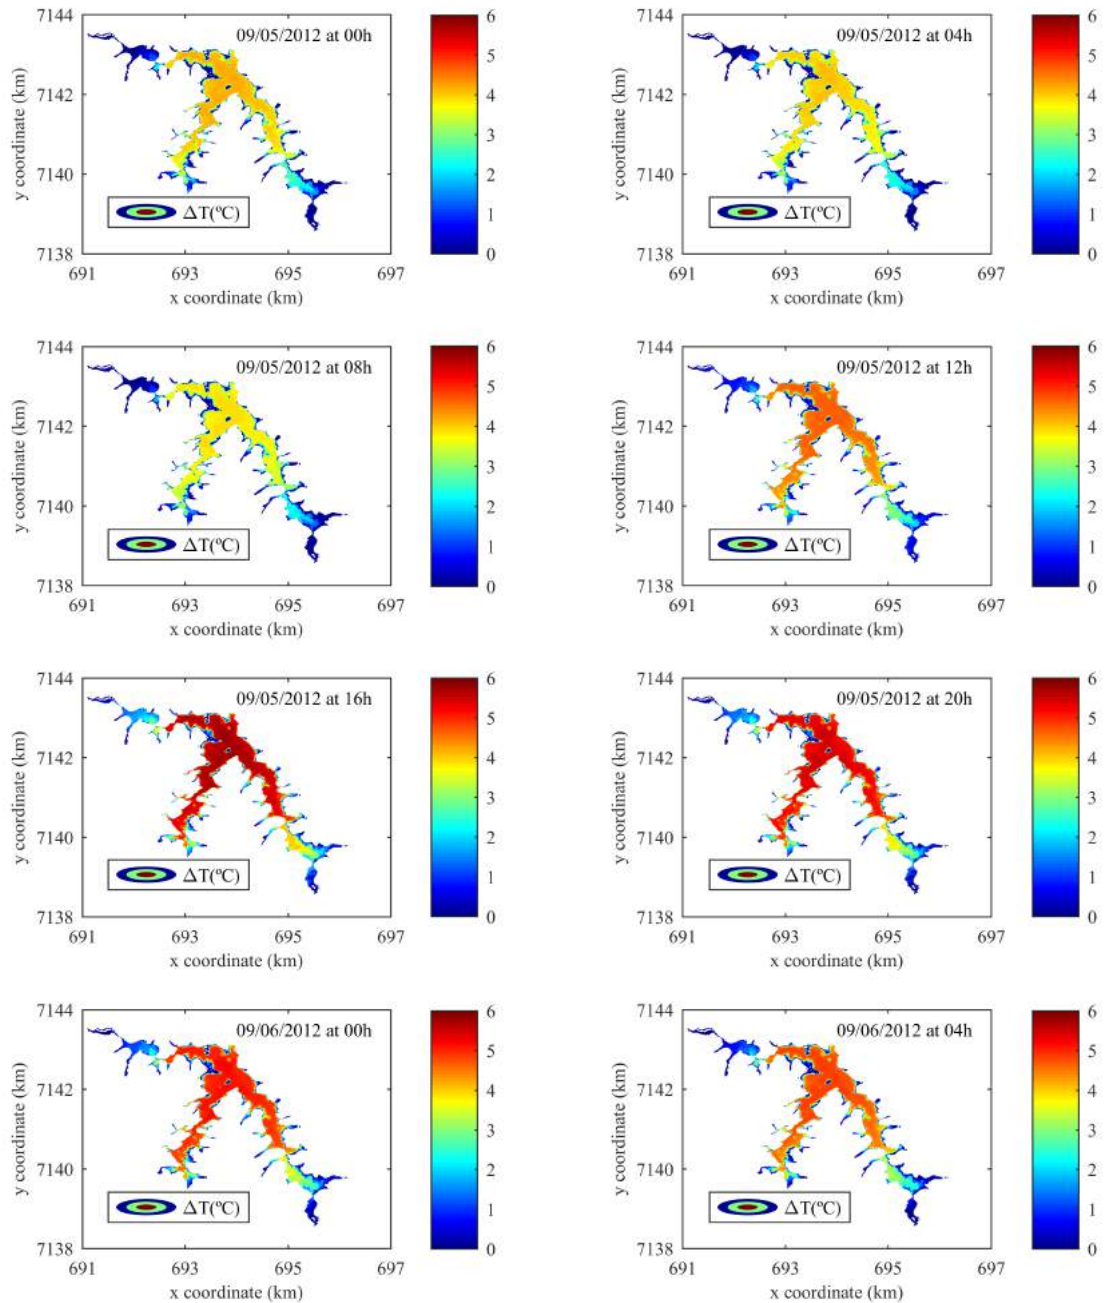 7144
7142
7140
7138
y coordinate (km)
09/05/2012 at 00h
ΔT(ºC)
691 693 695 697
x coordinate (km)
6
5
4
3
2
1
0
7144
7142
7140
7138
y coordinate (km)
09/05/2012 at 04h
ΔT(ºC)
691 693 695 697
x coordinate (km)
6
5
4
3
2
1
0
7144
7142
7140
7138
y coordinate (km)
09/05/2012 at 08h
ΔT(ºC)
691 693 695 697
x coordinate (km)
6
5
4
3
2
1
0
7144
7142
7140
7138
y coordinate (km)
09/05/2012 at 12h
ΔT(ºC)
691 693 695 697
x coordinate (km)
6
5
4
3
2
1
0
7144
7142
7140
7138
y coordinate (km)
09/05/2012 at 16h
ΔT(ºC)
691 693 695 697
x coordinate (km)
6
5
4
3
2
1
0
7144
7142
7140
7138
y coordinate (km)
09/05/2012 at 20h
ΔT(ºC)
691 693 695 697
x coordinate (km)
6
5
4
3
2
1
0
7144
7142
7140
7138
y coordinate (km)
09/06/2012 at 00h
ΔT(ºC)
691 693 695 697
x coordinate (km)
6
5
4
3
2
1
0
7144
7142
7140
7138
y coordinate (km)
09/06/2012 at 04h
ΔT(ºC)
691 693 695 697
x coordinate (km)
6
5
4
3
2
1
0